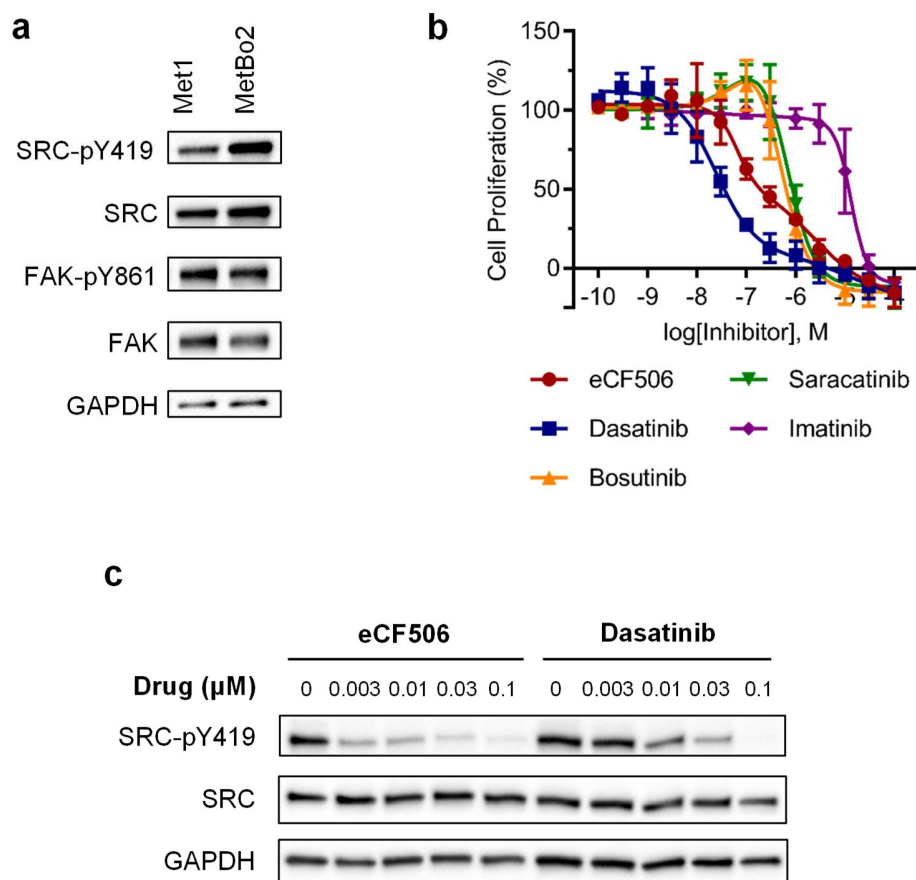 a
Met1 MetBo2
SRC-pY419
SRC
FAK-pY861
FAK
GAPDH
b
150
100
50
0
Cell Proliferation (%)
-10 -9 -8 -7 -6 -5 -4
log[Inhibitor], M
eCF506 Saracatinib
Dasatinib Imatinib
Bosutinib
c
eCF506 Dasatinib
Drug (µM) 0 0.003 0.01 0.03 0.1 0 0.003 0.01 0.03 0.1
SRC-pY419
SRC
GAPDH